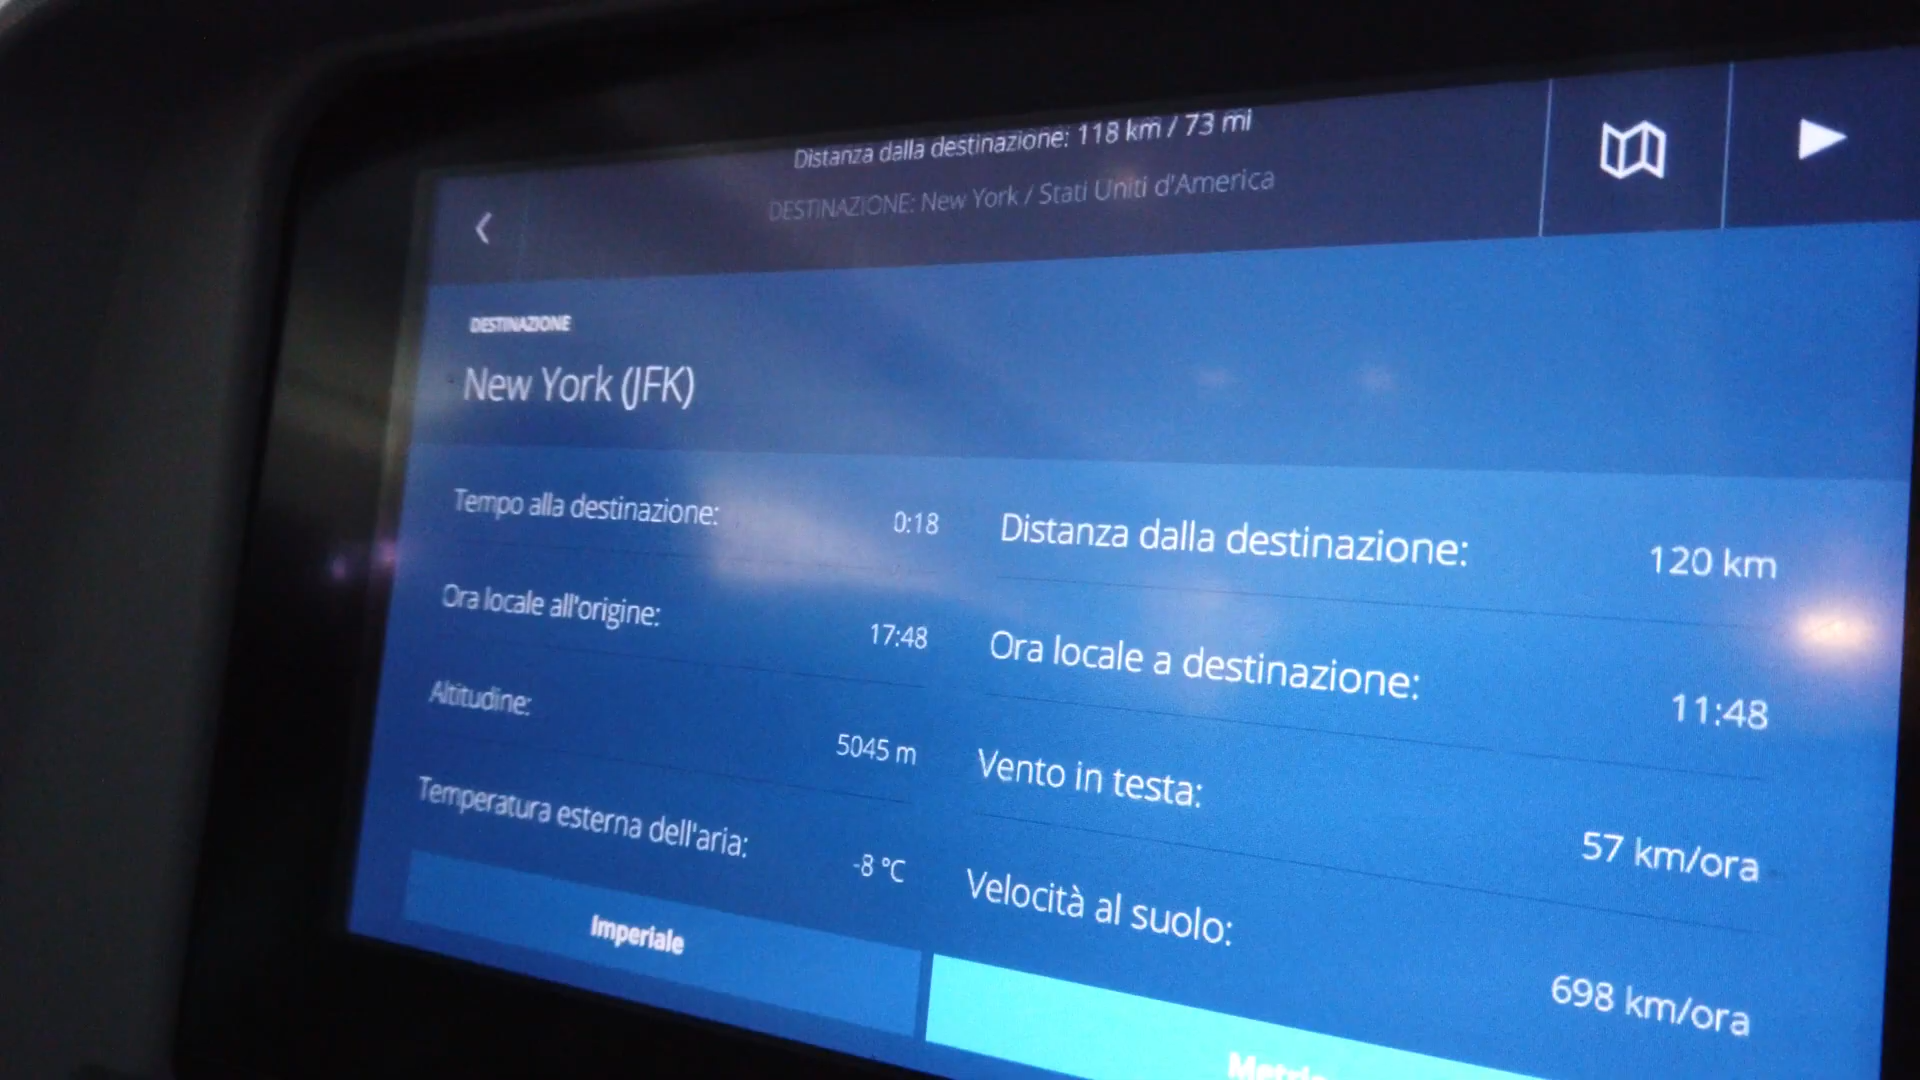 Distanza dalla destinazione: 118 km / 73 mi
DESTINAZIONE: New York / Stati Uniti d'America
DESTINAZIONE
New York (JFK)
Tempo alla destinazione: 0:18
Distanza dalla destinazione: 120 km
Ora locale all'origine: 17:48
Ora locale a destinazione: 11:48
Altitudine: 5045 m
Vento in testa: 57 km/ora
Temperatura esterna dell'aria: -8 °C
Velocità al suolo: 698 km/ora
Imperiale